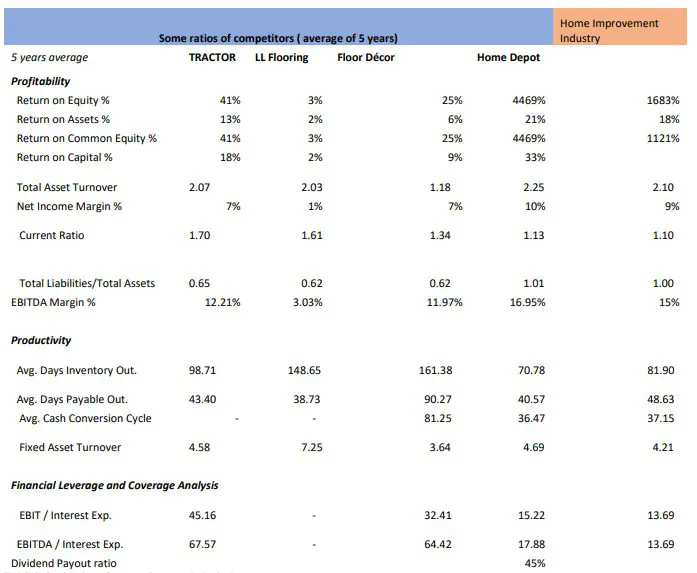 Home Improvement
Some ratios of competitors ( average of 5 years) Industry
5 years average TRACTOR LL Flooring Floor Décor Home Depot
Profitability
Return on Equity % 41% 3% 25% 4469% 1683%
Return on Assets % 13% 2% 6% 21% 18%
Return on Common Equity % 41% 3% 25% 4469% 1121%
Return on Capital % 18% 2% 9% 33%
Total Asset Turnover 2.07 2.03 1.18 2.25 2.10
Net Income Margin % 7% 1% 7% 10% 9%
Current Ratio 1.70 1.61 1.34 1.13 1.10
Total Liabilities/Total Assets 0.65 0.62 0.62 1.01 1.00
EBITDA Margin % 12.21% 3.03% 11.97% 16.95% 15%
Productivity
Avg. Days Inventory Out. 98.71 148.65 161.38 70.78 81.90
Avg. Days Payable Out. 43.40 38.73 90.27 40.57 48.63
Avg. Cash Conversion Cycle - - 81.25 36.47 37.15
Fixed Asset Turnover 4.58 7.25 3.64 4.69 4.21
Financial Leverage and Coverage Analysis
EBIT / Interest Exp. 45.16 - 32.41 15.22 13.69
EBITDA / Interest Exp. 67.57 - 64.42 17.88 13.69
Dividend Payout ratio 45%